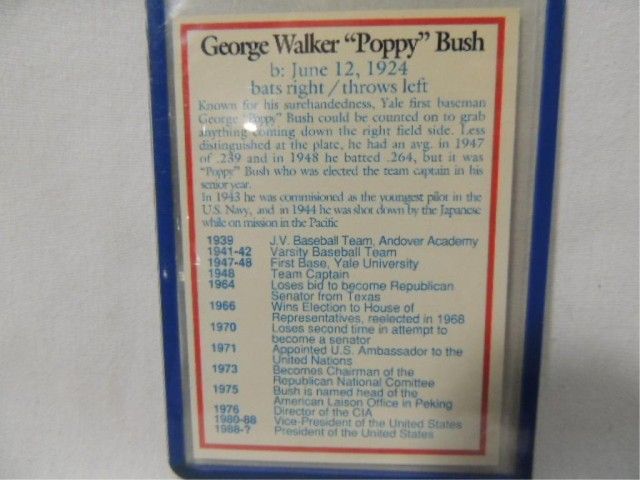 George Walker “Poppy” Bush
b: June 12, 1924
bats right/throws left
Known for his surehandedness, Yale first baseman
George "Poppy" Bush could be counted on to grab
anything coming down the right field side. Less
distinguished at the plate, he had an avg. in 1947
of .239 and in 1948 he batted .264, but it was
"Poppy" Bush who was elected the team captain in his
senior year.
In 1943 he was commisioned as the youngest pilot in the
U.S. Navy, and in 1944 he was shot down by the Japanese
while on mission in the Pacific
1939 J.V. Baseball Team, Andover Academy
1941-42 Varsity Baseball Team
1947-48 First Base, Yale University
1948 Team Captain
1964 Loses bid to become Republican
Senator from Texas
1966 Wins Election to House of
Representatives, reelected in 1968
1970 Loses second time in attempt to
become a senator
1971 Appointed U.S. Ambassador to the
United Nations
1973 Becomes Chairman of the
Republican National Comittee
1975 Bush is named head of the
American Laison Office in Peking
1976 Director of the CIA
1980-88 Vice-President of the United States
1988-? President of the United States